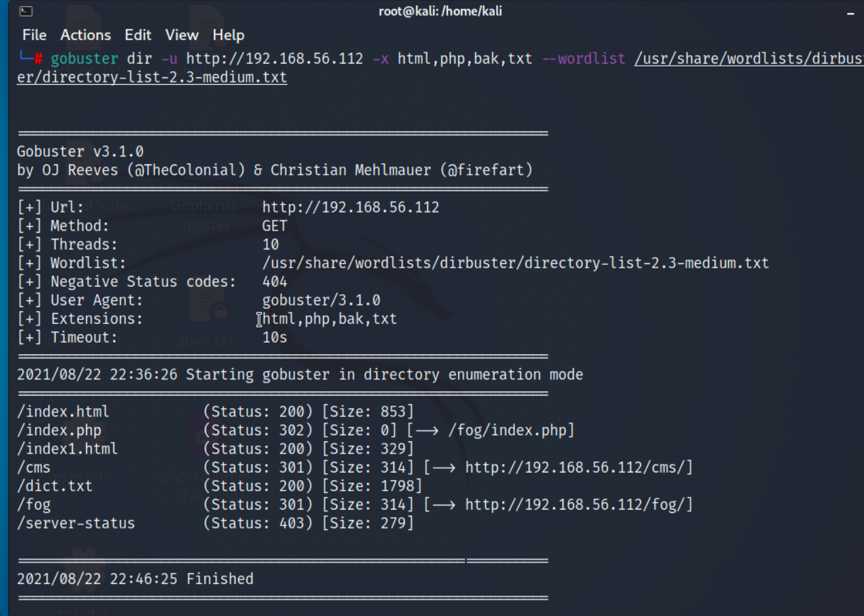 root@kali: /home/kali
File Actions Edit View Help
└─# gobuster dir -u http://192.168.56.112 -x html,php,bak,txt --wordlist /usr/share/wordlists/dirbus
er/directory-list-2.3-medium.txt
===============================================================
Gobuster v3.1.0
by OJ Reeves (@TheColonial) & Christian Mehlmauer (@firefart)
===============================================================
[+] Url: http://192.168.56.112
[+] Method: GET
[+] Threads: 10
[+] Wordlist: /usr/share/wordlists/dirbuster/directory-list-2.3-medium.txt
[+] Negative Status codes: 404
[+] User Agent: gobuster/3.1.0
[+] Extensions: html,php,bak,txt
[+] Timeout: 10s
===============================================================
2021/08/22 22:36:26 Starting gobuster in directory enumeration mode
===============================================================
/index.html (Status: 200) [Size: 853]
/index.php (Status: 302) [Size: 0] [--> /fog/index.php]
/index1.html (Status: 200) [Size: 329]
/cms (Status: 301) [Size: 314] [--> http://192.168.56.112/cms/]
/dict.txt (Status: 200) [Size: 1798]
/fog (Status: 301) [Size: 314] [--> http://192.168.56.112/fog/]
/server-status (Status: 403) [Size: 279]
===============================================================
2021/08/22 22:46:25 Finished
===============================================================